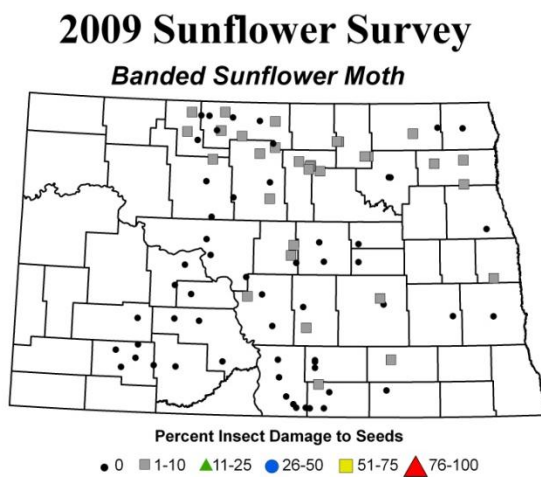 2009 Sunflower Survey
Banded Sunflower Moth
Percent Insect Damage to Seeds
0 1-10 11-25 26-50 51-75 76-100